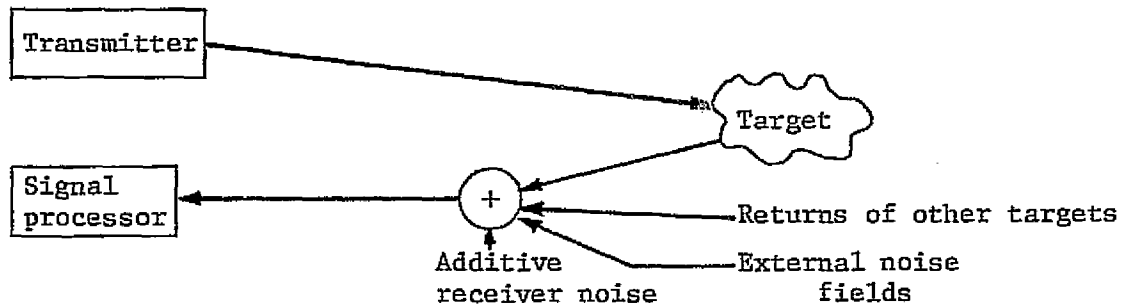 Transmitter
Target
Signal
processor
+
Returns of other targets
Additive
receiver noise
External noise
fields